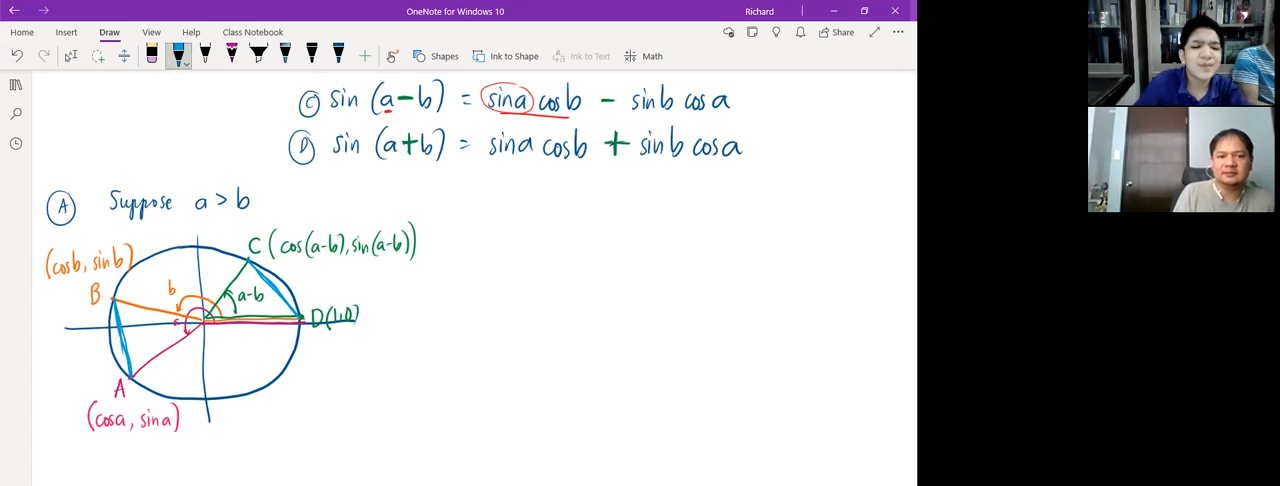 OneNote for Windows 10
Richard
Home Insert Draw View Help Class Notebook
Share
Shapes Ink to Shape Ink to Text Math
Ⓒ sin (a-b) = sina cosb - sinb cosa
Ⓓ sin (a+b) = sina cosb + sinb cosa
Ⓐ Suppose a > b
C (cos(a-b), sin(a-b))
(cosb, sinb)
B
b
a-b
D(1,0)
A
(cosa, sina)